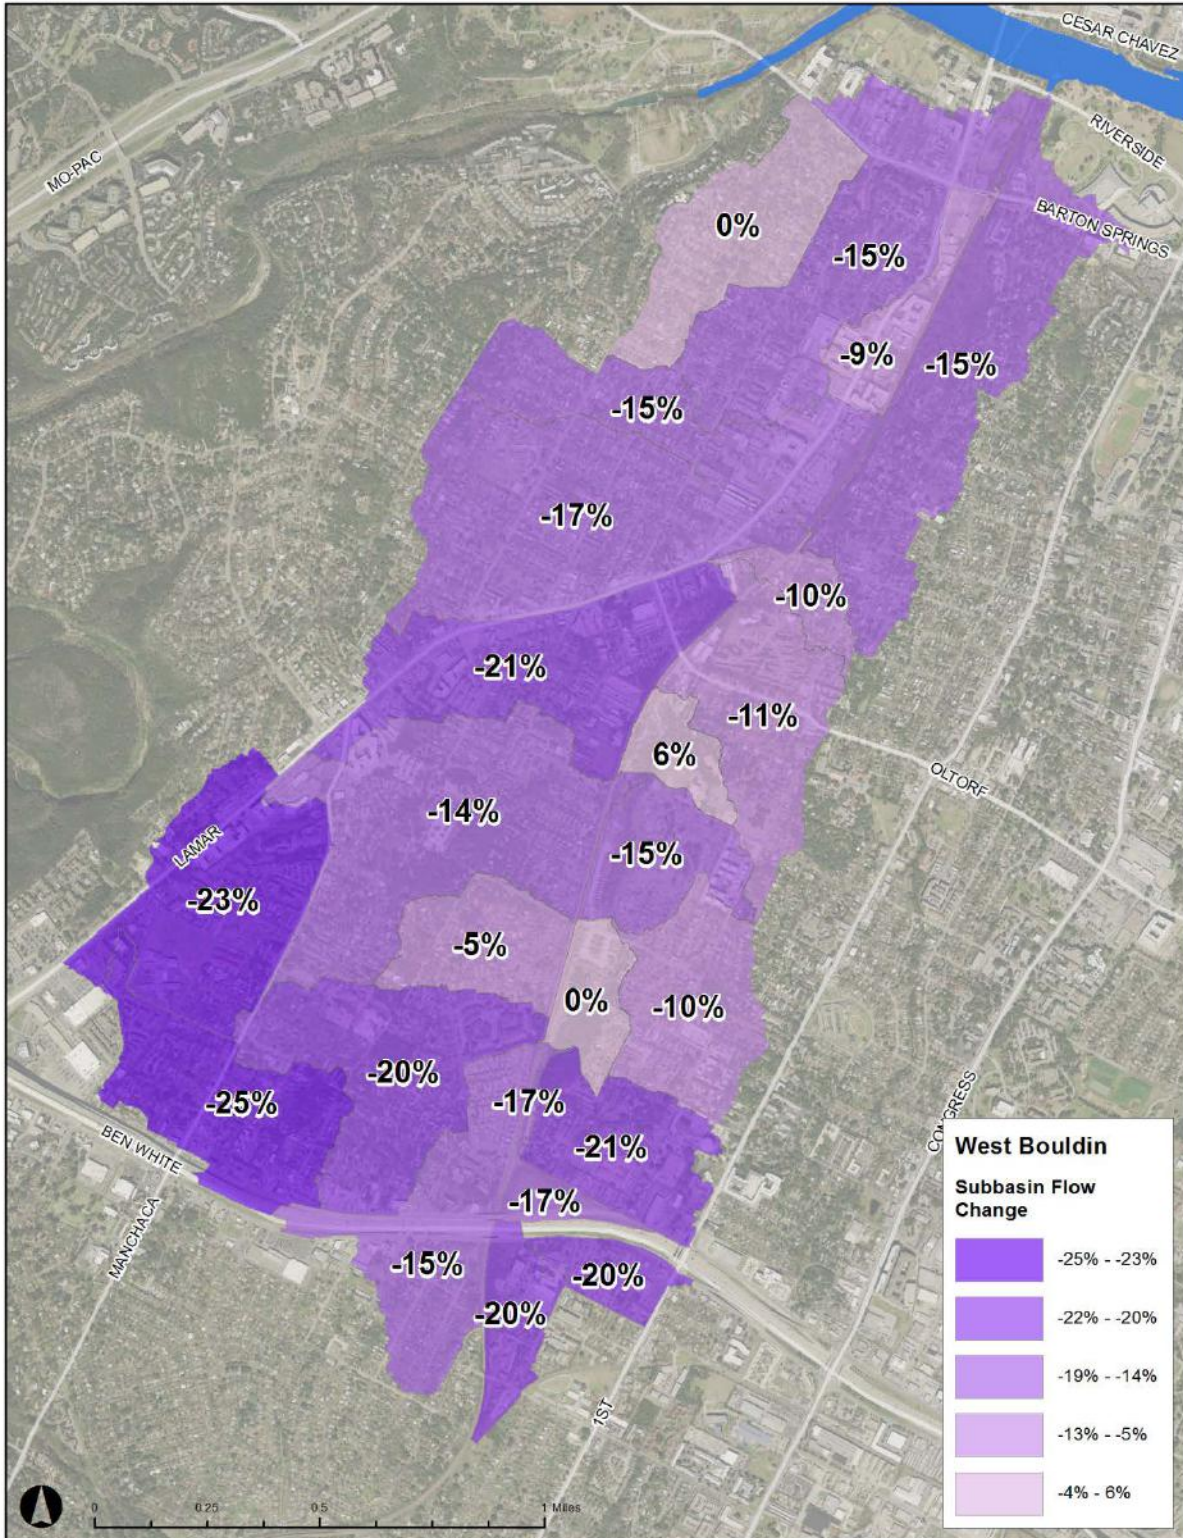 CESAR CHAVEZ
RIVERSIDE
MO-PAC
BARTON SPRINGS
0%
-15%
-9%
-15%
-15%
-17%
-10%
-21%
-11%
6%
OLTORF
-14%
LAMAR
-15%
-23%
-5%
0%
-10%
-20%
-25%
-17%
CONGRESS
BEN WHITE
-21%
-17%
MANCHACA
-15%
-20%
-20%
1ST
West Bouldin
Subbasin Flow
Change
-25% - -23%
-22% - -20%
-19% - -14%
-13% - -5%
-4% - 6%
0 0.25 0.5 1 Miles